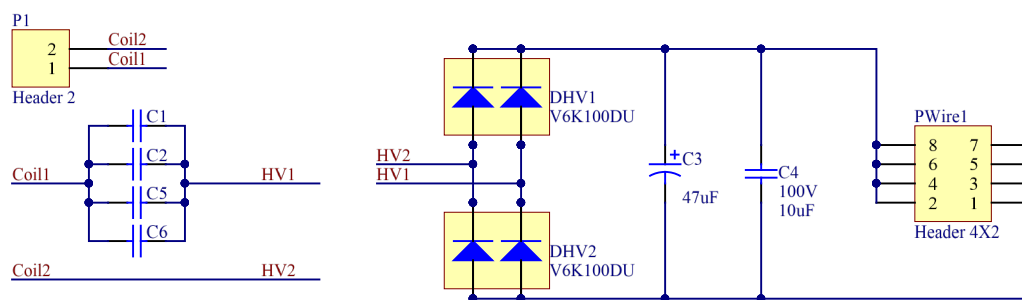 P1
2 Coil2
1 Coil1
Header 2
C1
C2
Coil1 HV1
C5
C6
Coil2 HV2
DHV1
V6K100DU
HV2
HV1
DHV2
V6K100DU
+ C3
47uF
C4
100V
10uF
PWire1
8 7
6 5
4 3
2 1
Header 4X2